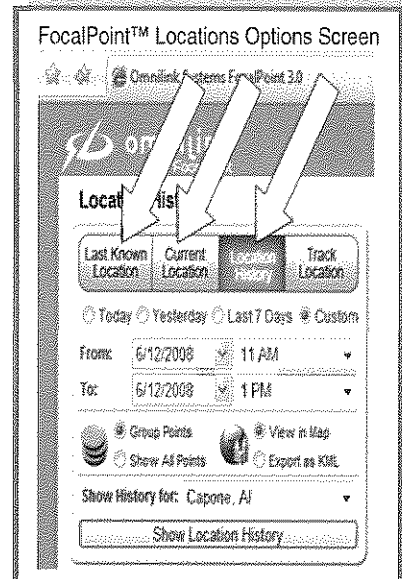 FocalPoint™ Locations Options Screen
Omnilink Systems FocalPoint 3.0
Last Known Location
Current Location
Location History
Track Location
Today Yesterday Last 7 Days Custom
From: 6/12/2008 11 AM
To: 6/12/2008 1 PM
Group Points View in Map
Show All Points Export as KML
Show History for: Capone, Al
Show Location History